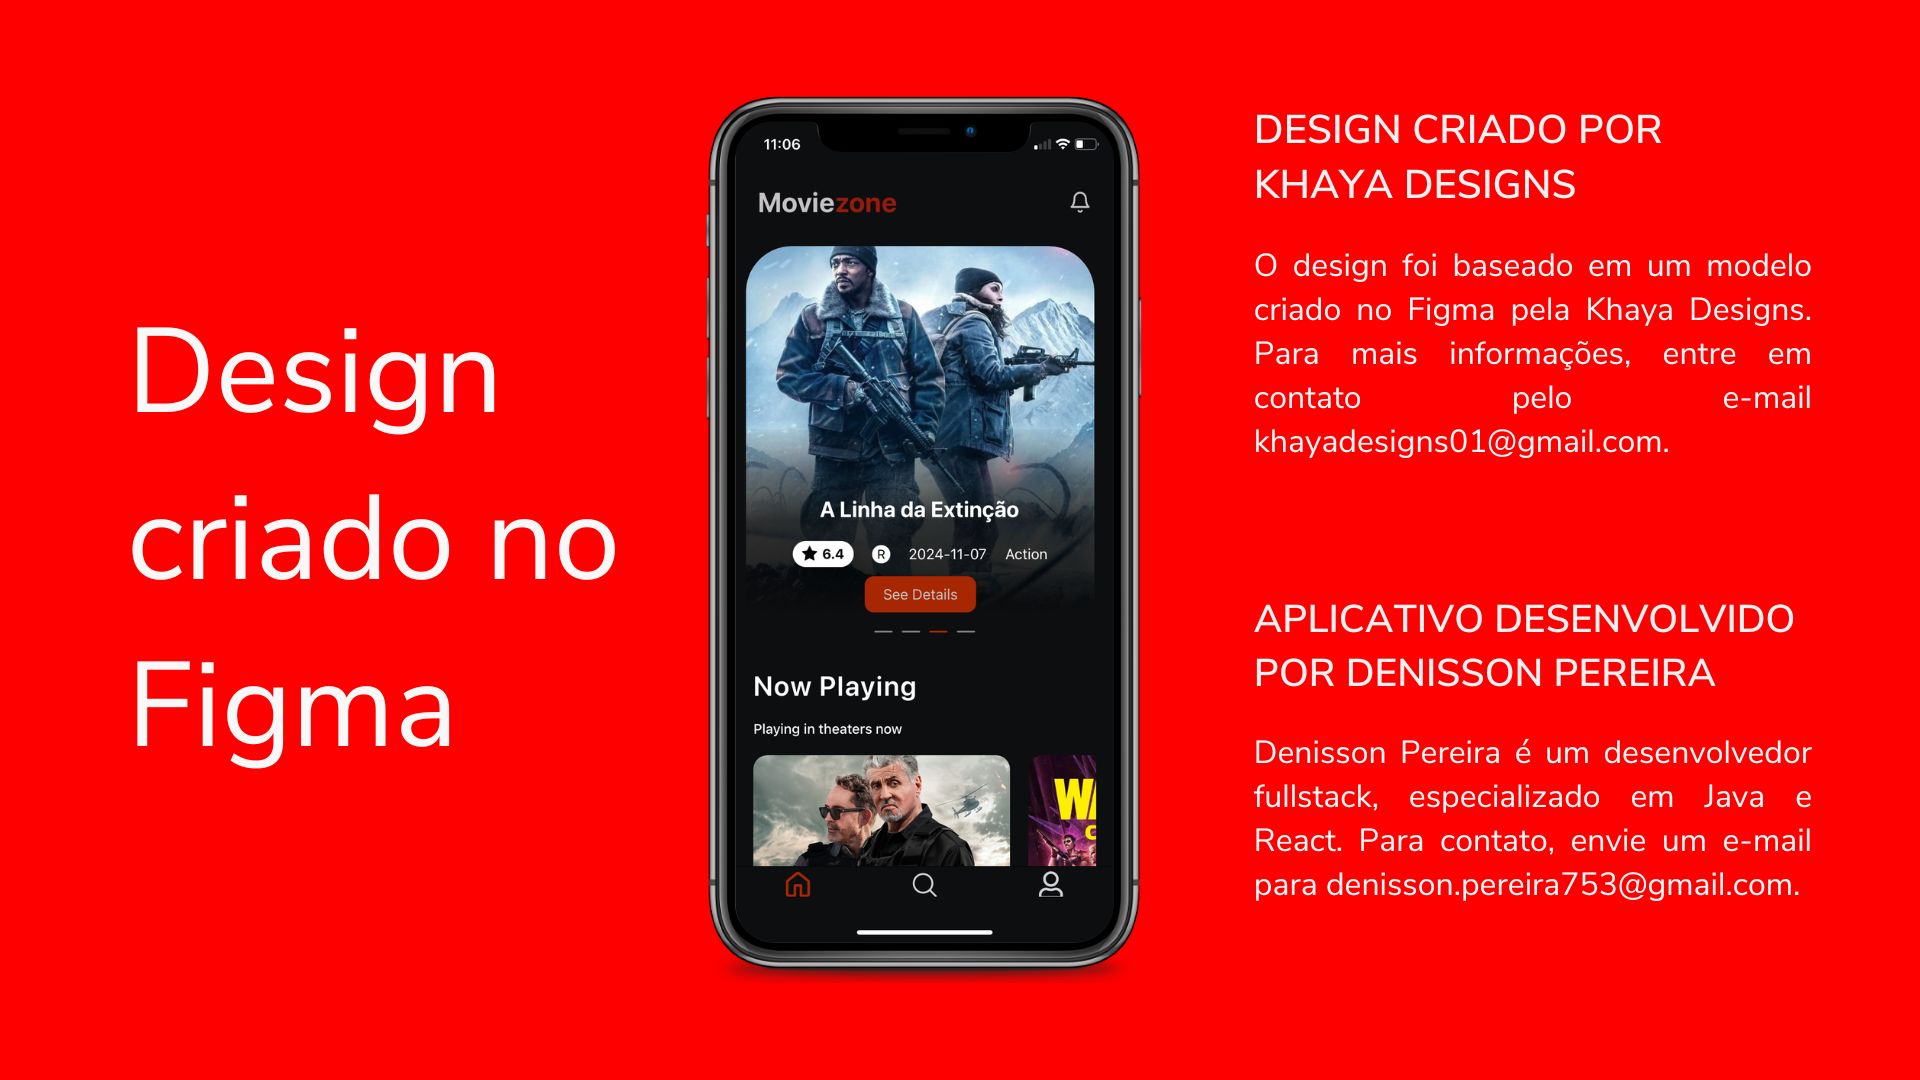 Design
criado no
Figma
11:06
Moviezone
A Linha da Extinção
6.4 R 2024-11-07 Action
See Details
Now Playing
Playing in theaters now
DESIGN CRIADO POR
KHAYA DESIGNS
O design foi baseado em um modelo
criado no Figma pela Khaya Designs.
Para mais informações, entre em
contato pelo e-mail
khayadesigns01@gmail.com.
APLICATIVO DESENVOLVIDO
POR DENISSON PEREIRA
Denisson Pereira é um desenvolvedor
fullstack, especializado em Java e
React. Para contato, envie um e-mail
para denisson.pereira753@gmail.com.